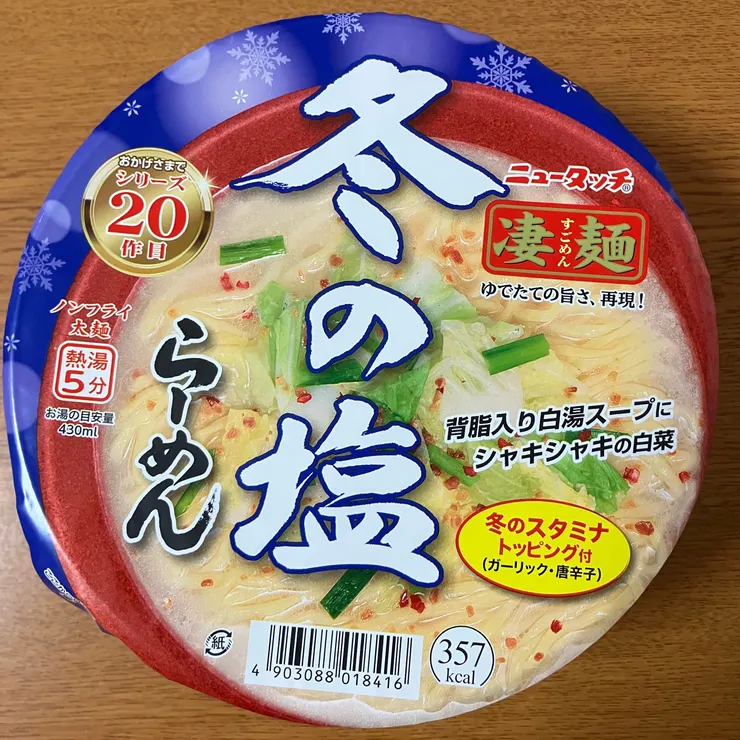 おかげさまで
シリーズ
20
作目
冬の塩
らーめん
ニュータッチ®
凄麺
すごめん
ゆでたての旨さ、再現!
ノンフライ
太麺
熱湯
5分
お湯の目安量
430ml
背脂入り白湯スープに
シャキシャキの白菜
冬のスタミナ
トッピング付
(ガーリック・唐辛子)
紙
4 903088 018416
357
kcal